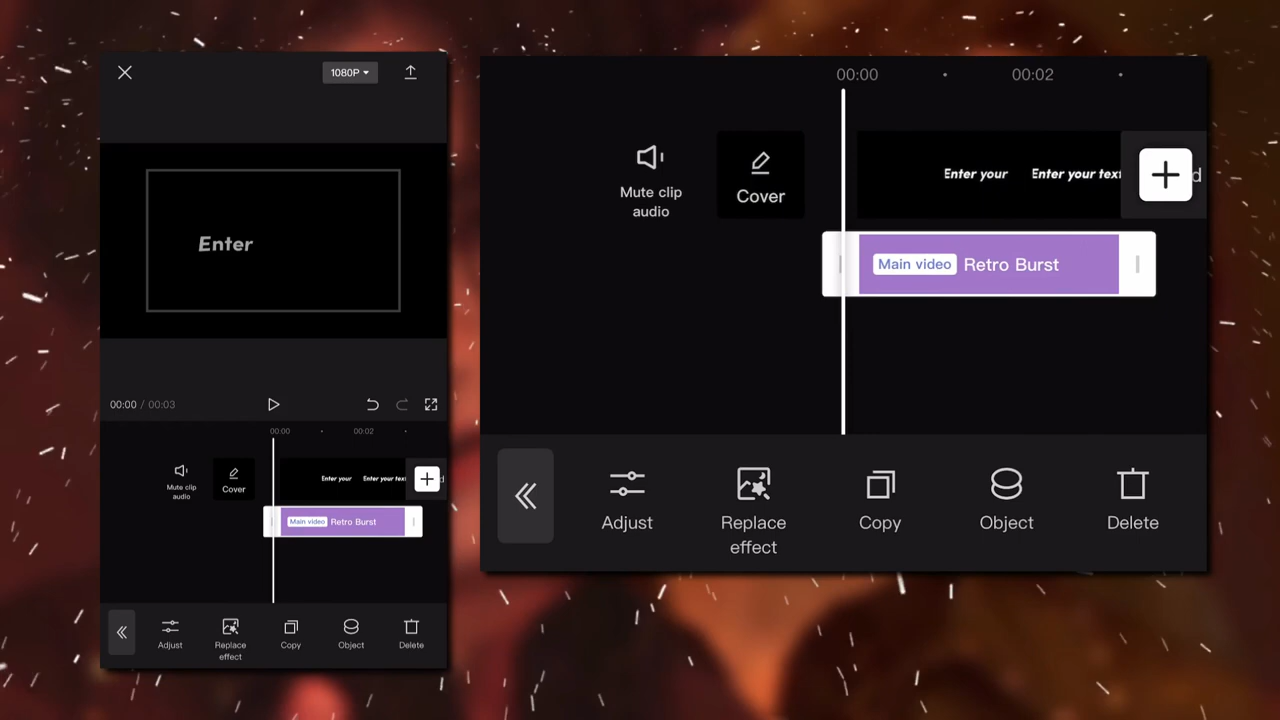 1080P
Enter
00:00 / 00:03
00:00
00:02
Mute clip
audio
Cover
Enter your
Enter your text
d
Main video
Retro Burst
Adjust
Replace
effect
Copy
Object
Delete
00:00
00:02
Mute clip
audio
Cover
Enter your
Enter your text
d
Main video
Retro Burst
Adjust
Replace
effect
Copy
Object
Delete